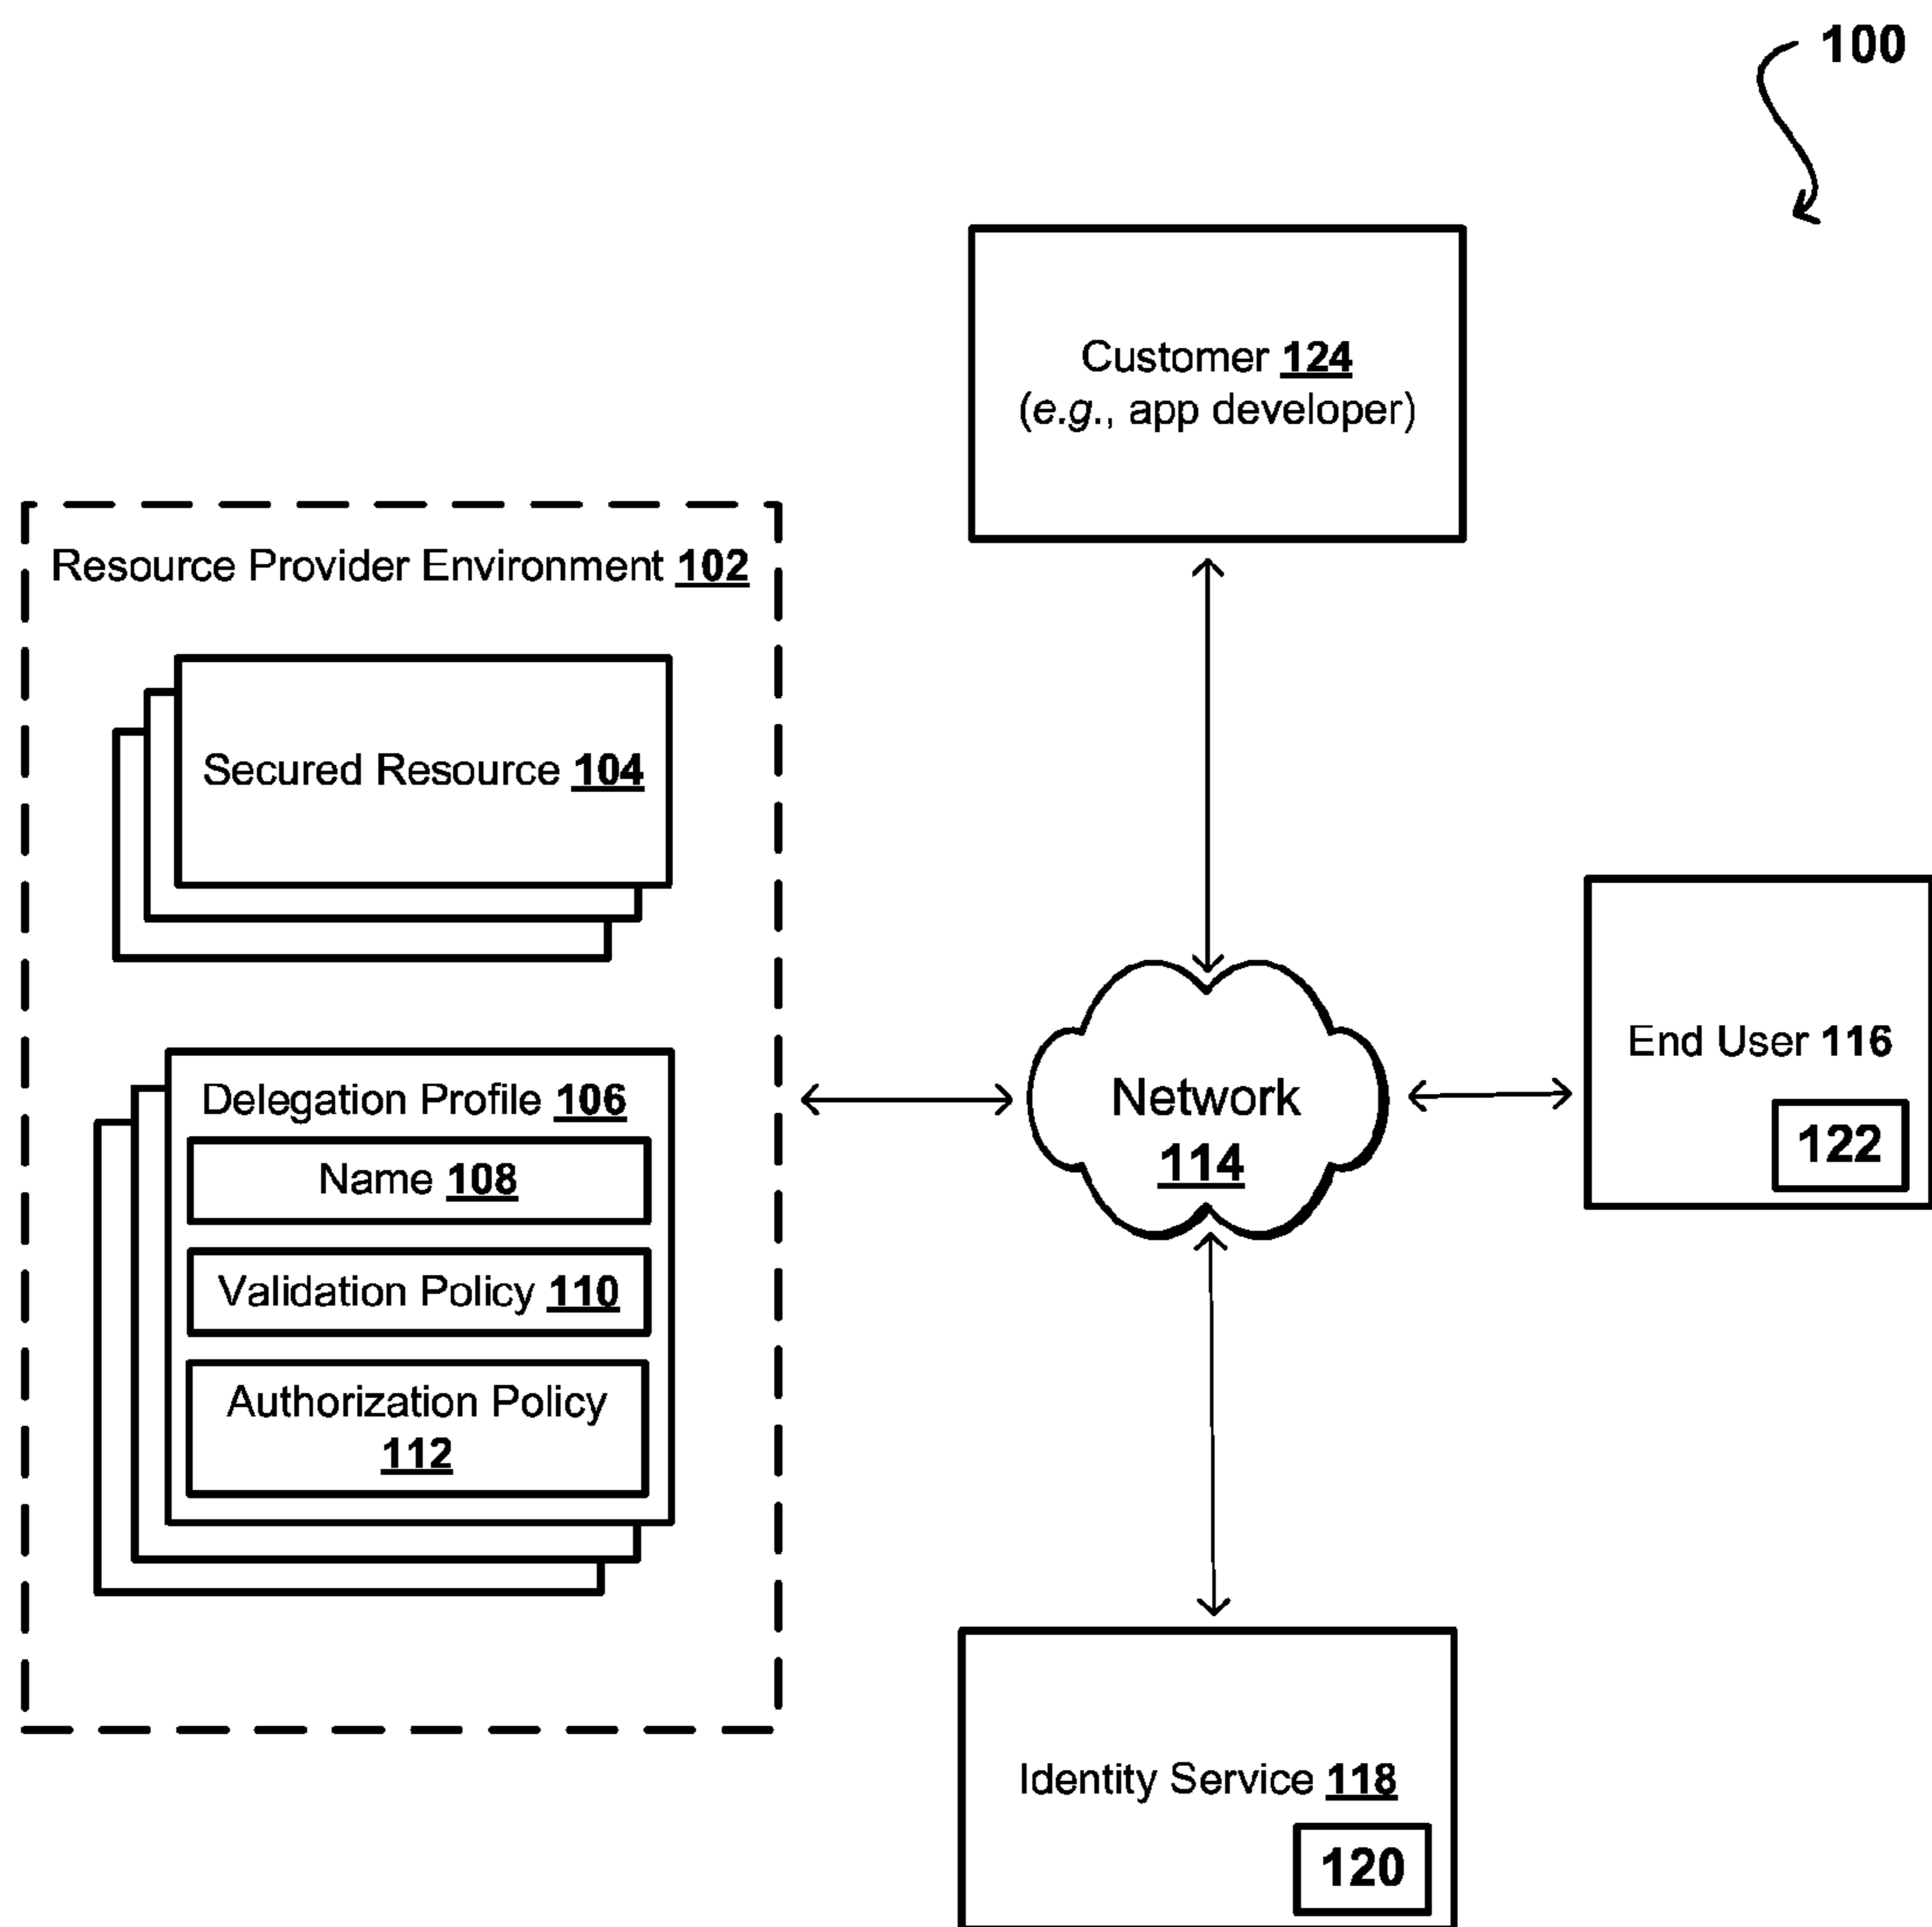 100
Customer 124
(e.g., app developer)
Resource Provider Environment 102
Secured Resource 104
Delegation Profile 106
Name 108
Validation Policy 110
Authorization Policy
112
Network
114
End User 116
122
Identity Service 118
120